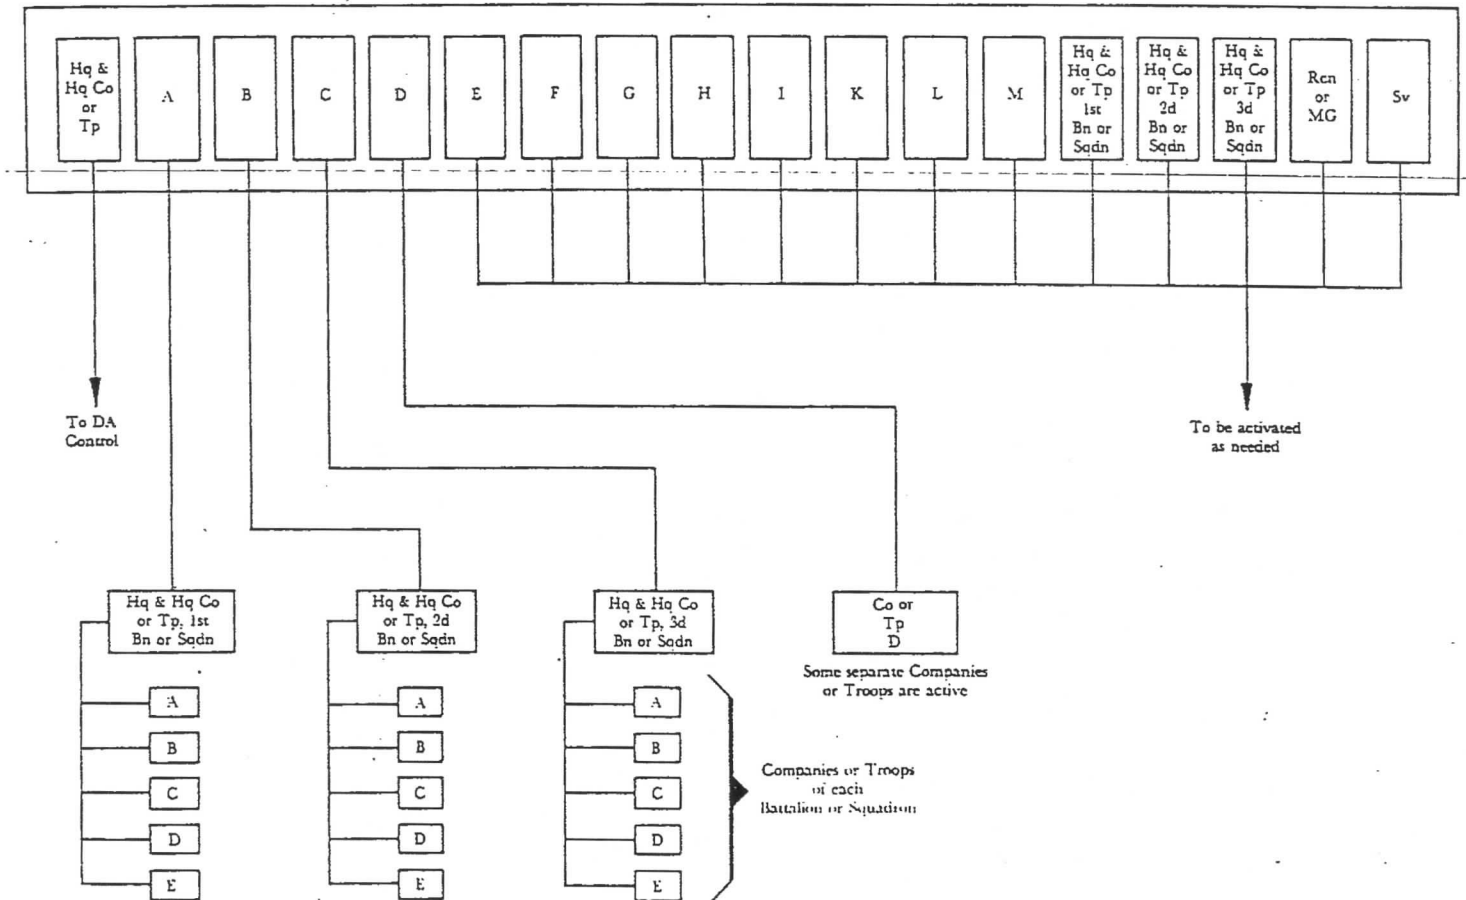 Hq &
Hq Co
or
Tp
A
B
C
D
E
F
G
H
I
K
L
M
Hq &
Hq Co
or Tp
1st
Bn or
Sqdn
Hq &
Hq Co
or Tp
2d
Bn or
Sqdn
Hq &
Hq Co
or Tp
3d
Bn or
Sqdn
Rcn
or
MG
Sv
To DA
Control
To be activated
as needed
Hq & Hq Co
or Tp, 1st
Bn or Sqdn
A
B
C
D
E
Hq & Hq Co
or Tp, 2d
Bn or Sqdn
A
B
C
D
E
Hq & Hq Co
or Tp, 3d
Bn or Sqdn
A
B
C
D
E
Co or
Tp
D
Some separate Companies
or Troops are active
Companies or Troops
of each
Battalion or Squadron